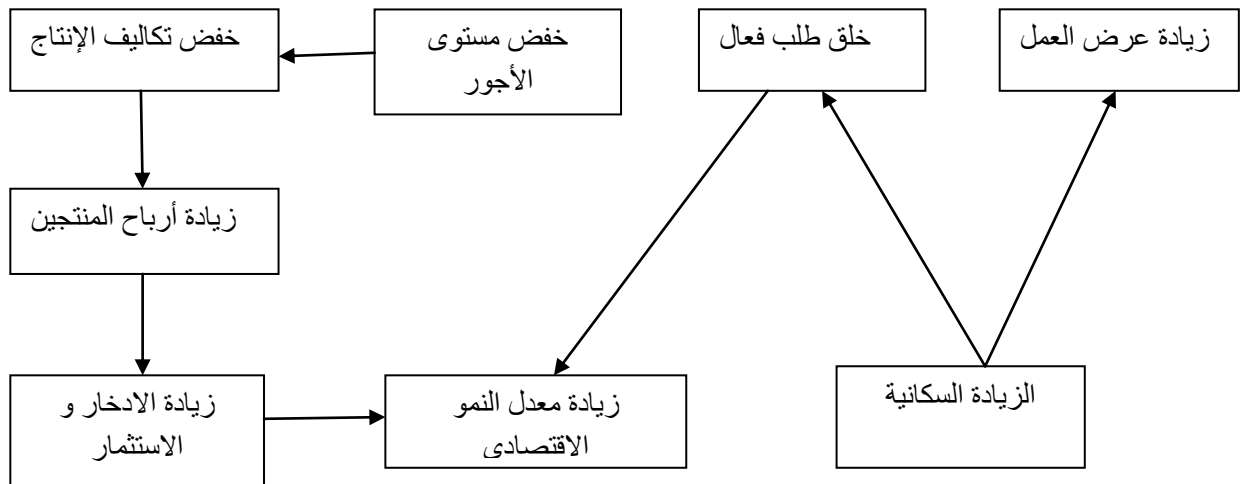 زيادة عرض العمل
خلق طلب فعال
خفض مستوى
الأجور
خفض تكاليف الإنتاج
زيادة أرباح المنتجين
الزيادة السكانية
زيادة معدل النمو
الاقتصادى
زيادة الادخار و
الاستثمار